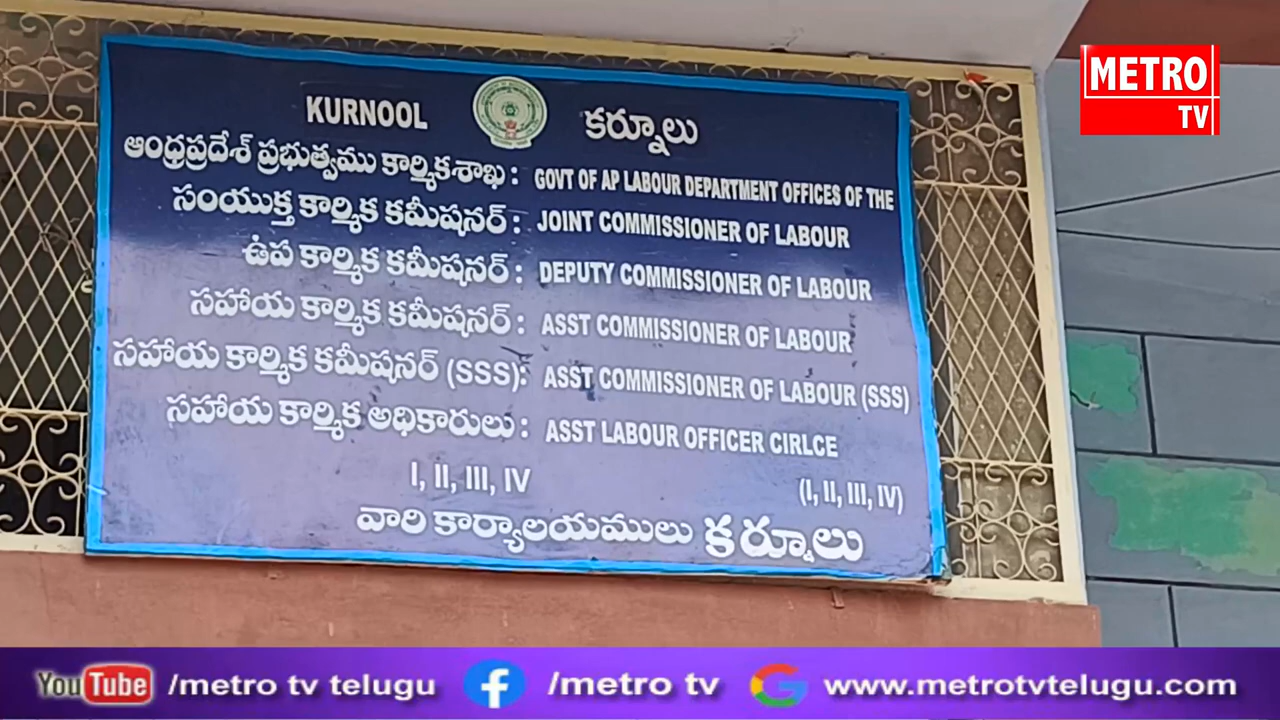 METRO
TV
KURNOOL కర్నూలు
ఆంధ్రప్రదేశ్ ప్రభుత్వము కార్మికశాఖ : GOVT OF AP LABOUR DEPARTMENT OFFICES OF THE
సంయుక్త కార్మిక కమీషనర్ : JOINT COMMISSIONER OF LABOUR
ఉప కార్మిక కమీషనర్ : DEPUTY COMMISSIONER OF LABOUR
సహాయ కార్మిక కమీషనర్ : ASST COMMISSIONER OF LABOUR
సహాయ కార్మిక కమీషనర్ (SSS): ASST COMMISSIONER OF LABOUR (SSS)
సహాయ కార్మిక అధికారులు : ASST LABOUR OFFICER CIRLCE
I, II, III, IV (I, II, III, IV)
వారి కార్యాలయములు కర్నూలు
YouTube /metro tv telugu f /metro tv G www.metrotvtelugu.com